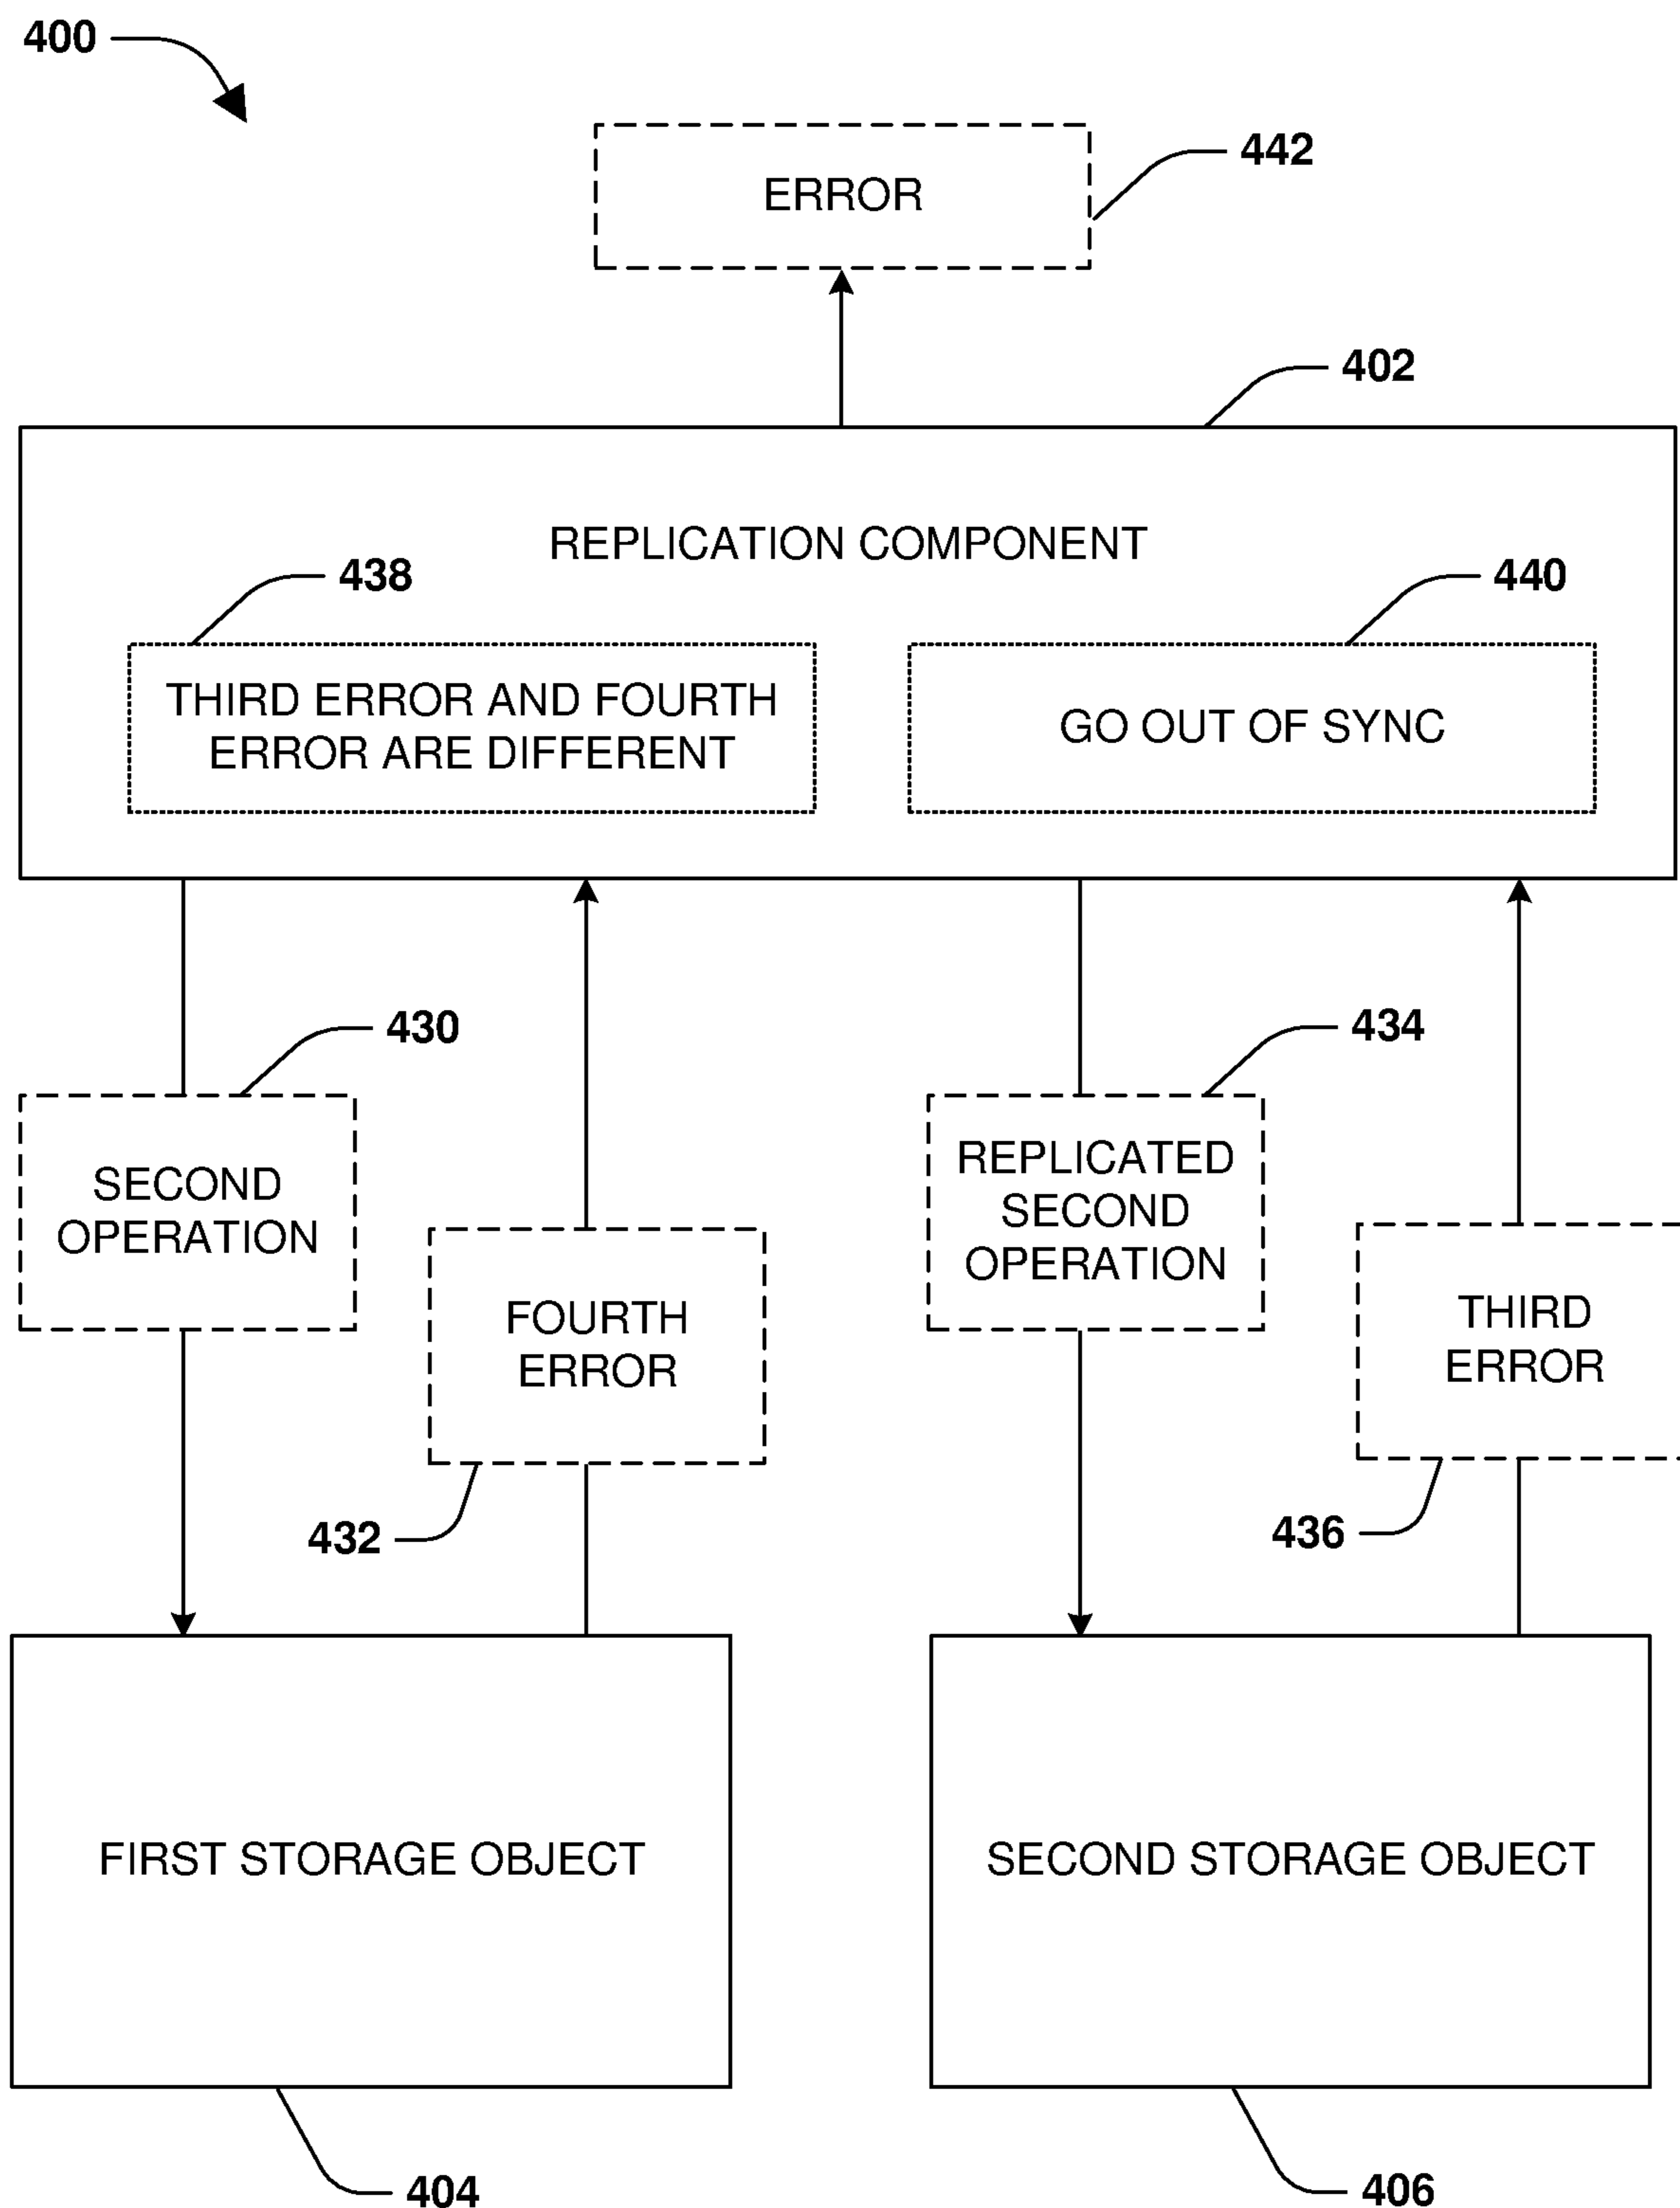 400
442
ERROR
402
REPLICATION COMPONENT
438
440
THIRD ERROR AND FOURTH
ERROR ARE DIFFERENT
GO OUT OF SYNC
430
434
SECOND
OPERATION
REPLICATED
SECOND
OPERATION
FOURTH
ERROR
THIRD
ERROR
432
436
FIRST STORAGE OBJECT
SECOND STORAGE OBJECT
404
406